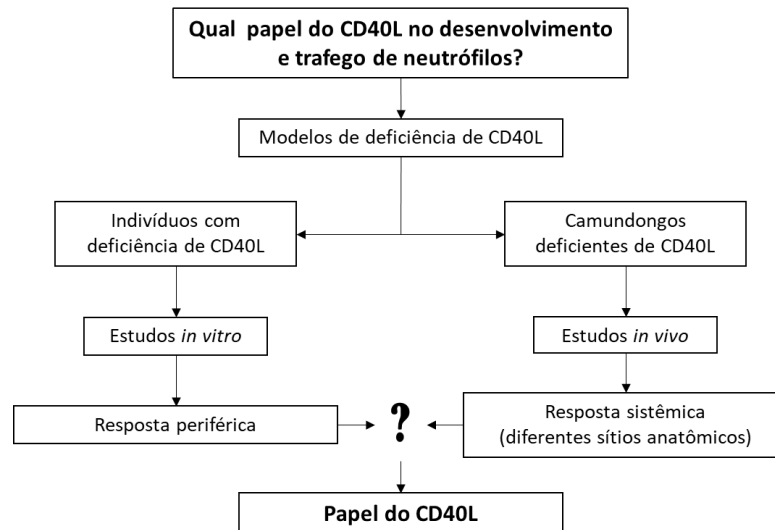 Qual papel do CD40L no desenvolvimento
e trafego de neutrófilos?
Modelos de deficiência de CD40L
Indivíduos com
deficiência de CD40L
Camundongos
deficientes de CD40L
Estudos in vitro
Estudos in vivo
Resposta periférica
?
Resposta sistêmica
(diferentes sítios anatômicos)
Papel do CD40L